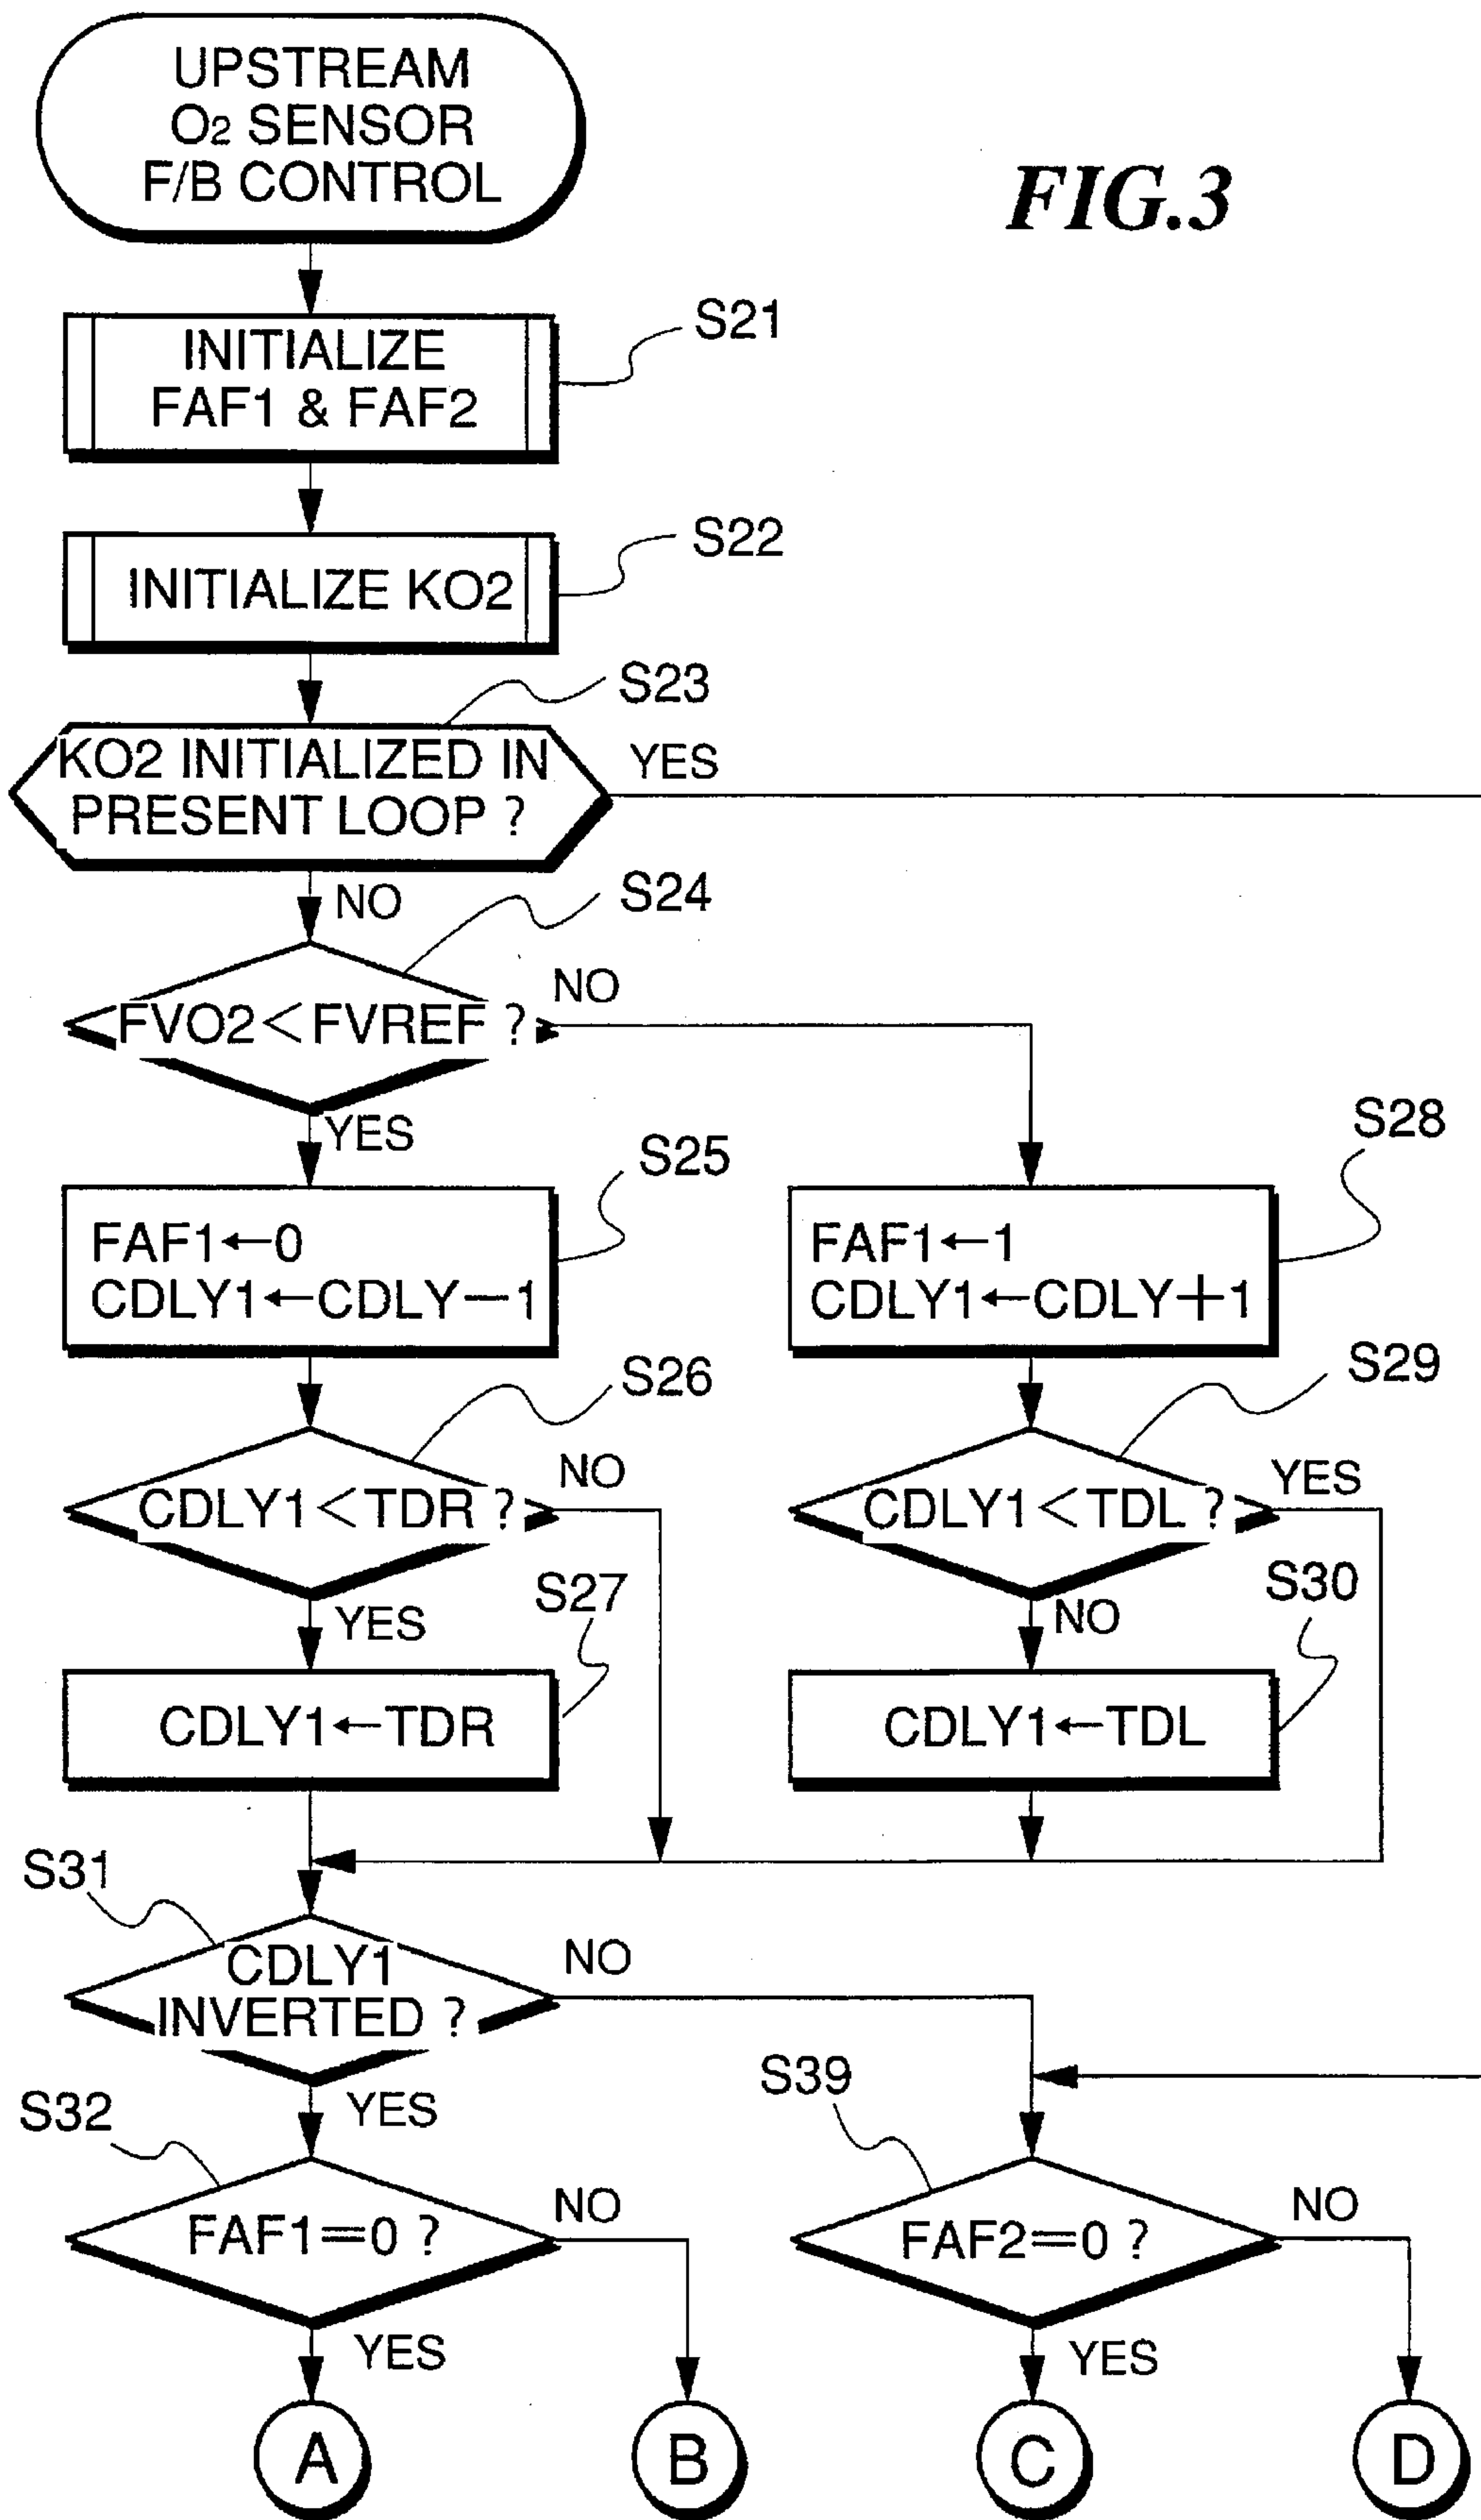 UPSTREAM
O2 SENSOR
F/B CONTROL
FIG.3
S21
INITIALIZE
FAF1 & FAF2
S22
INITIALIZE KO2
S23
KO2 INITIALIZED IN
PRESENT LOOP ?
YES
NO
S24
FVO2<FVREF ?
NO
YES
S25
S28
FAF1←0
CDLY1←CDLY−1
FAF1←1
CDLY1←CDLY+1
S26
S29
CDLY1<TDR ?
NO
CDLY1<TDL ?
YES
YES
S27
NO
S30
CDLY1←TDR
CDLY1←TDL
S31
CDLY1
INVERTED ?
NO
YES
S32
S39
FAF1=0 ?
NO
FAF2=0 ?
NO
YES
YES
A
B
C
D